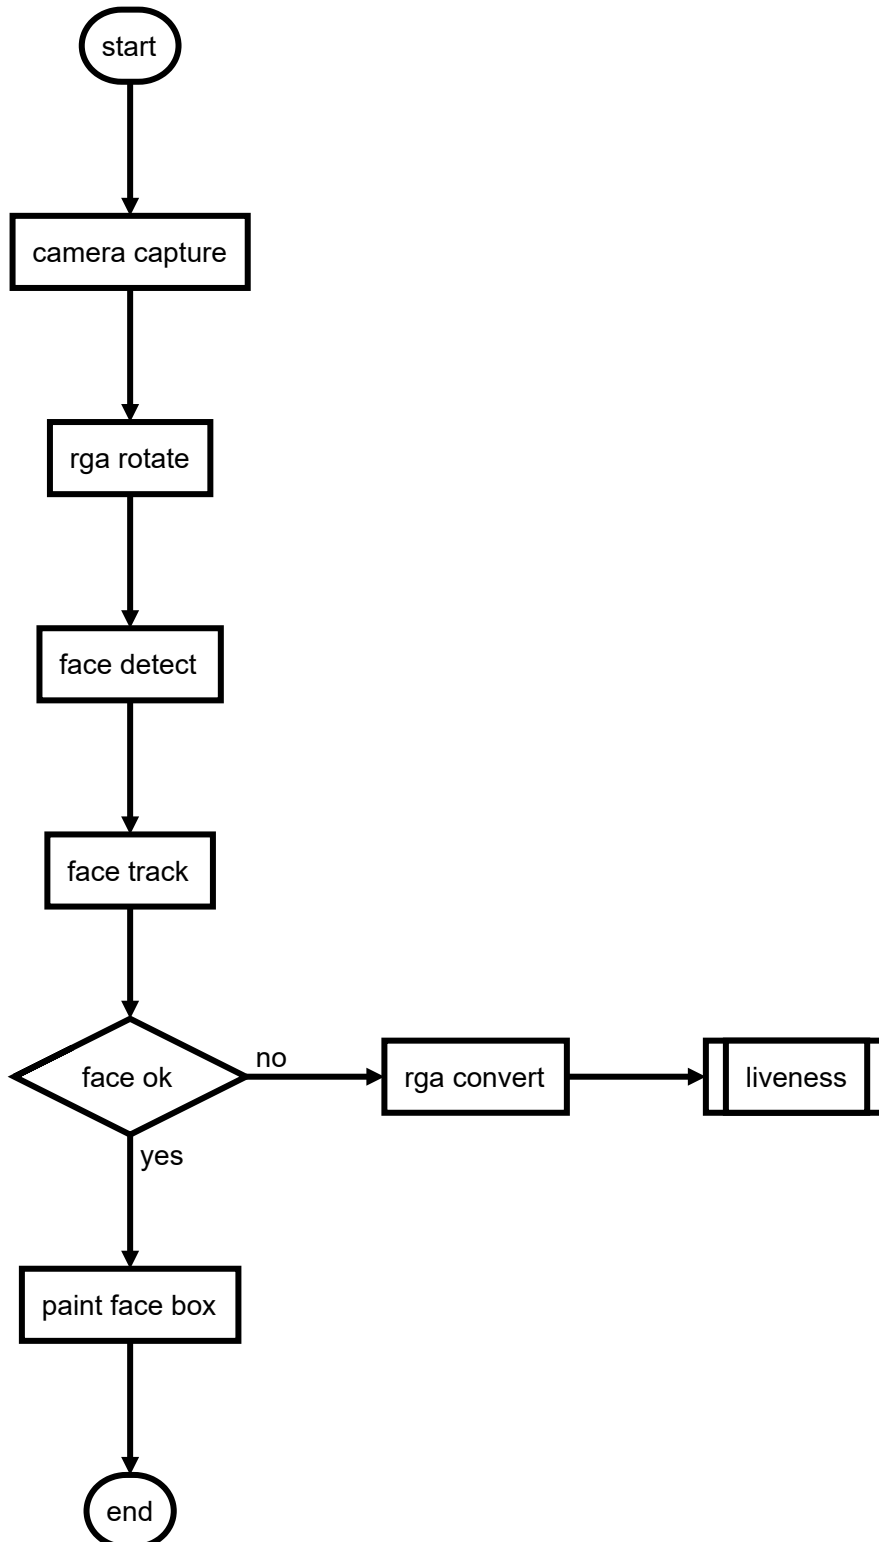 start
camera capture
rga rotate
face detect
face track
face ok
no
rga convert
liveness
yes
paint face box
end